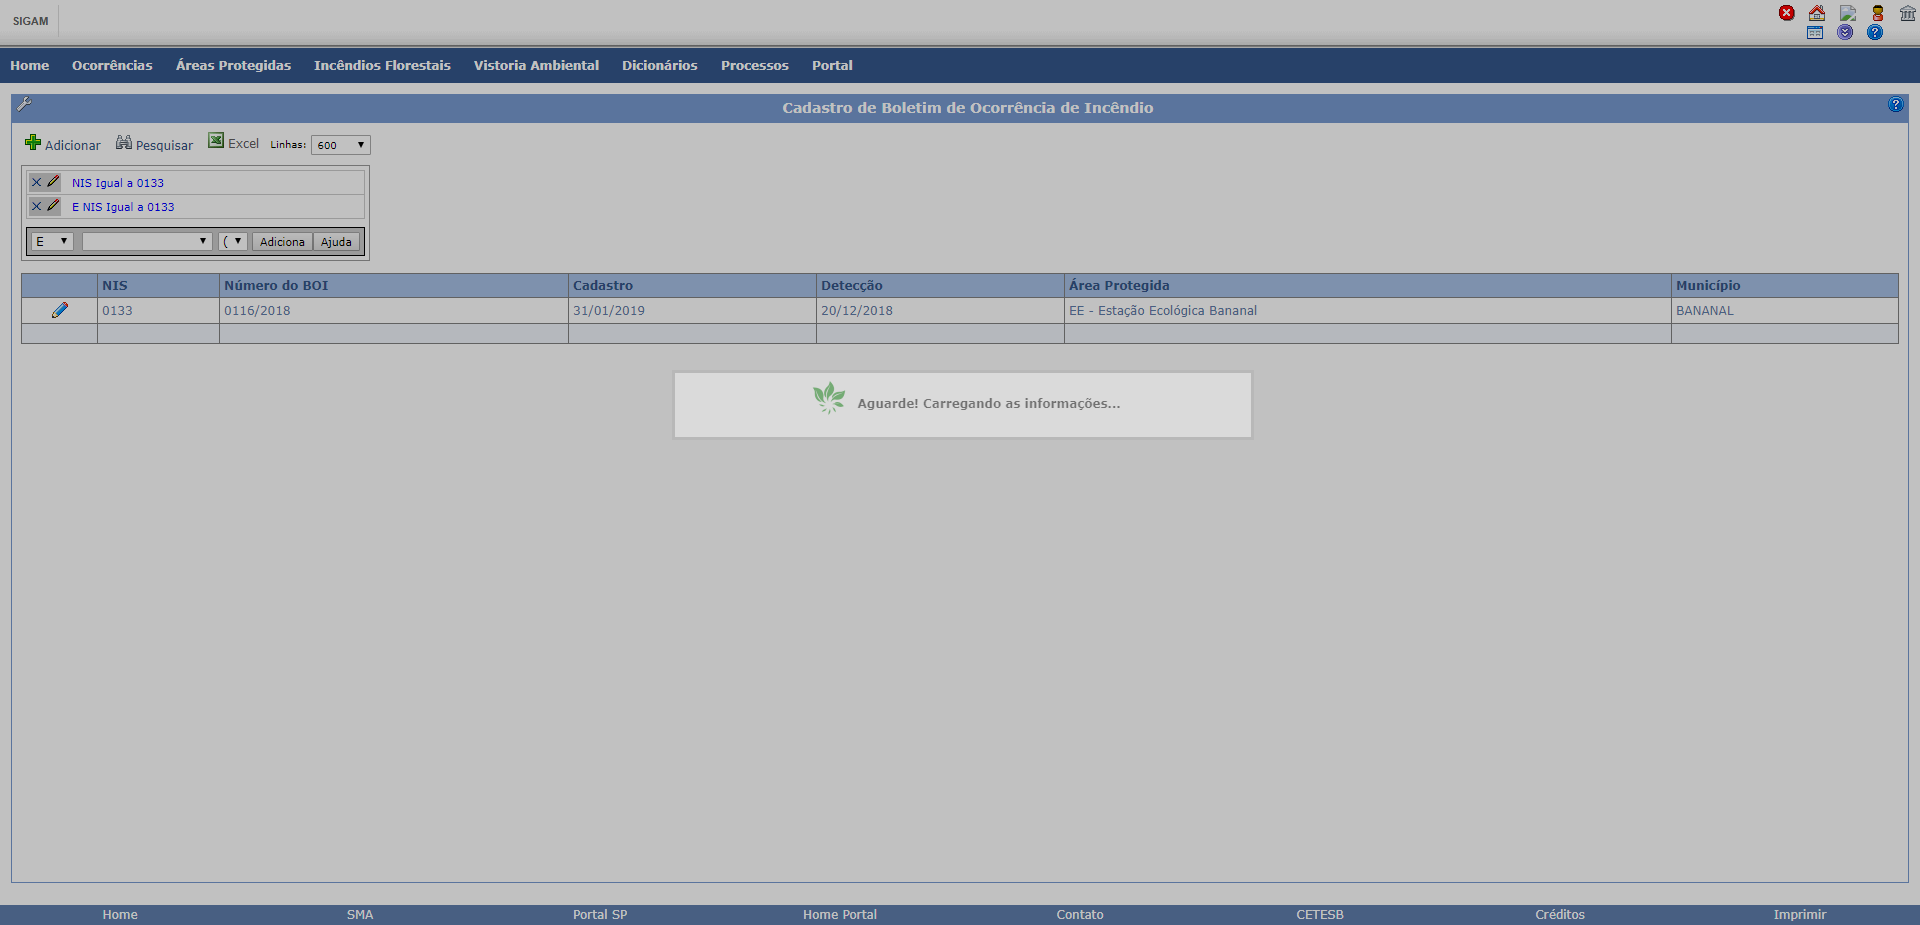 SIGAM
Home Ocorrências Áreas Protegidas Incêndios Florestais Vistoria Ambiental Dicionários Processos Portal
Cadastro de Boletim de Ocorrência de Incêndio
Adicionar Pesquisar Excel Linhas: 600
NIS Igual a 0133
E NIS Igual a 0133
E ( Adiciona Ajuda
NIS Número do BOI Cadastro Detecção Área Protegida Município
0133 0116/2018 31/01/2019 20/12/2018 EE - Estação Ecológica Bananal BANANAL
Aguarde! Carregando as informações...
Home SMA Portal SP Home Portal Contato CETESB Créditos Imprimir